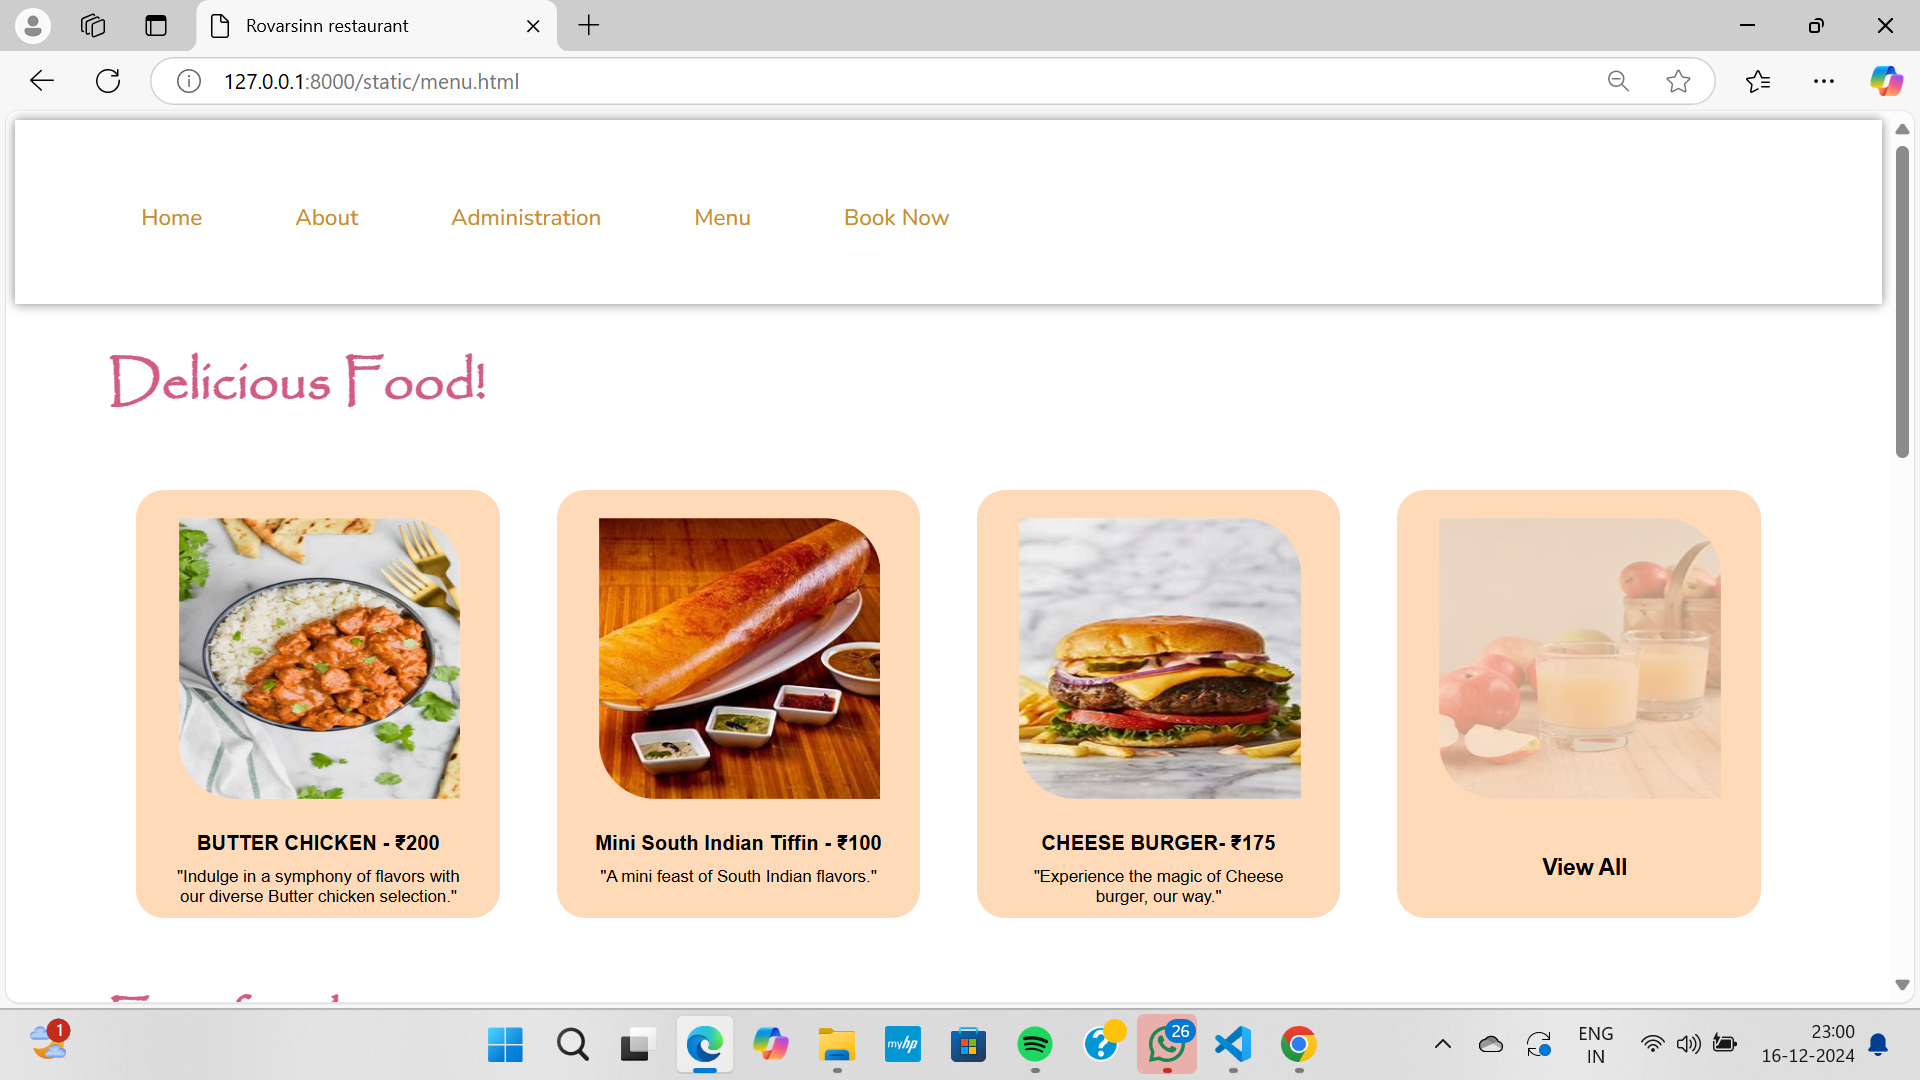 Rovarsinn restaurant
127.0.0.1:8000/static/menu.html
Home About Administration Menu Book Now
Delicious Food!
BUTTER CHICKEN - ₹200
"Indulge in a symphony of flavors with
our diverse Butter chicken selection."
Mini South Indian Tiffin - ₹100
"A mini feast of South Indian flavors."
CHEESE BURGER- ₹175
"Experience the magic of Cheese
burger, our way."
View All
1
myhp
26
ENG
IN
23:00
16-12-2024